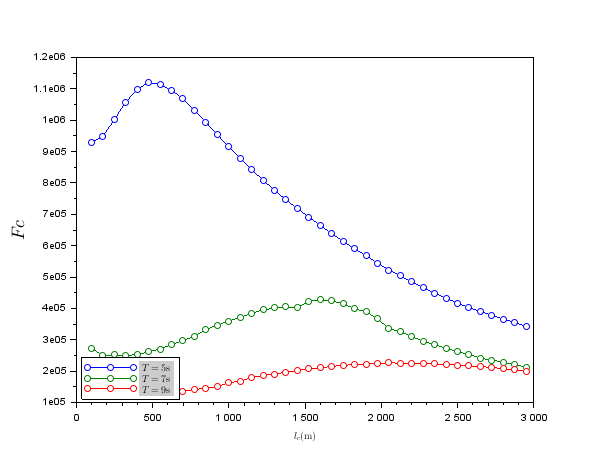 1.2e06
1.1e06
1e06
9e05
8e05
7e05
6e05
5e05
4e05
3e05
2e05
1e05
Fc
T = 5s
T = 7s
T = 9s
0 500 1 000 1 500 2 000 2 500 3 000
l_c(m)